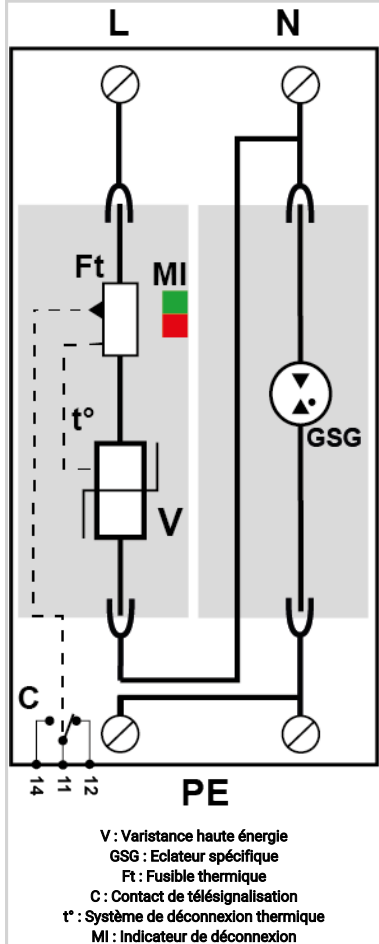 L N
Ft MI
t°
GSG
V
C
14 11 12
PE
V : Varistance haute énergie
GSG : Eclateur spécifique
Ft : Fusible thermique
C : Contact de télésignalisation
t° : Système de déconnexion thermique
MI : Indicateur de déconnexion